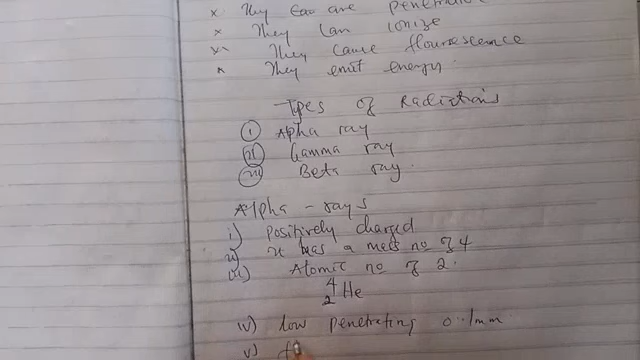 x They are penetrative
x They can ionize
x They cause flourescence
x They emit energy.
Types of Radiations
i Alpha ray
ii Gamma ray
iii Beta ray.
Alpha - rays
i) Positively charged
ii) it has a mass no of 4
iii) Atomic no of 2.
4
2 He
iv) low penetrating 0.1mm
v)